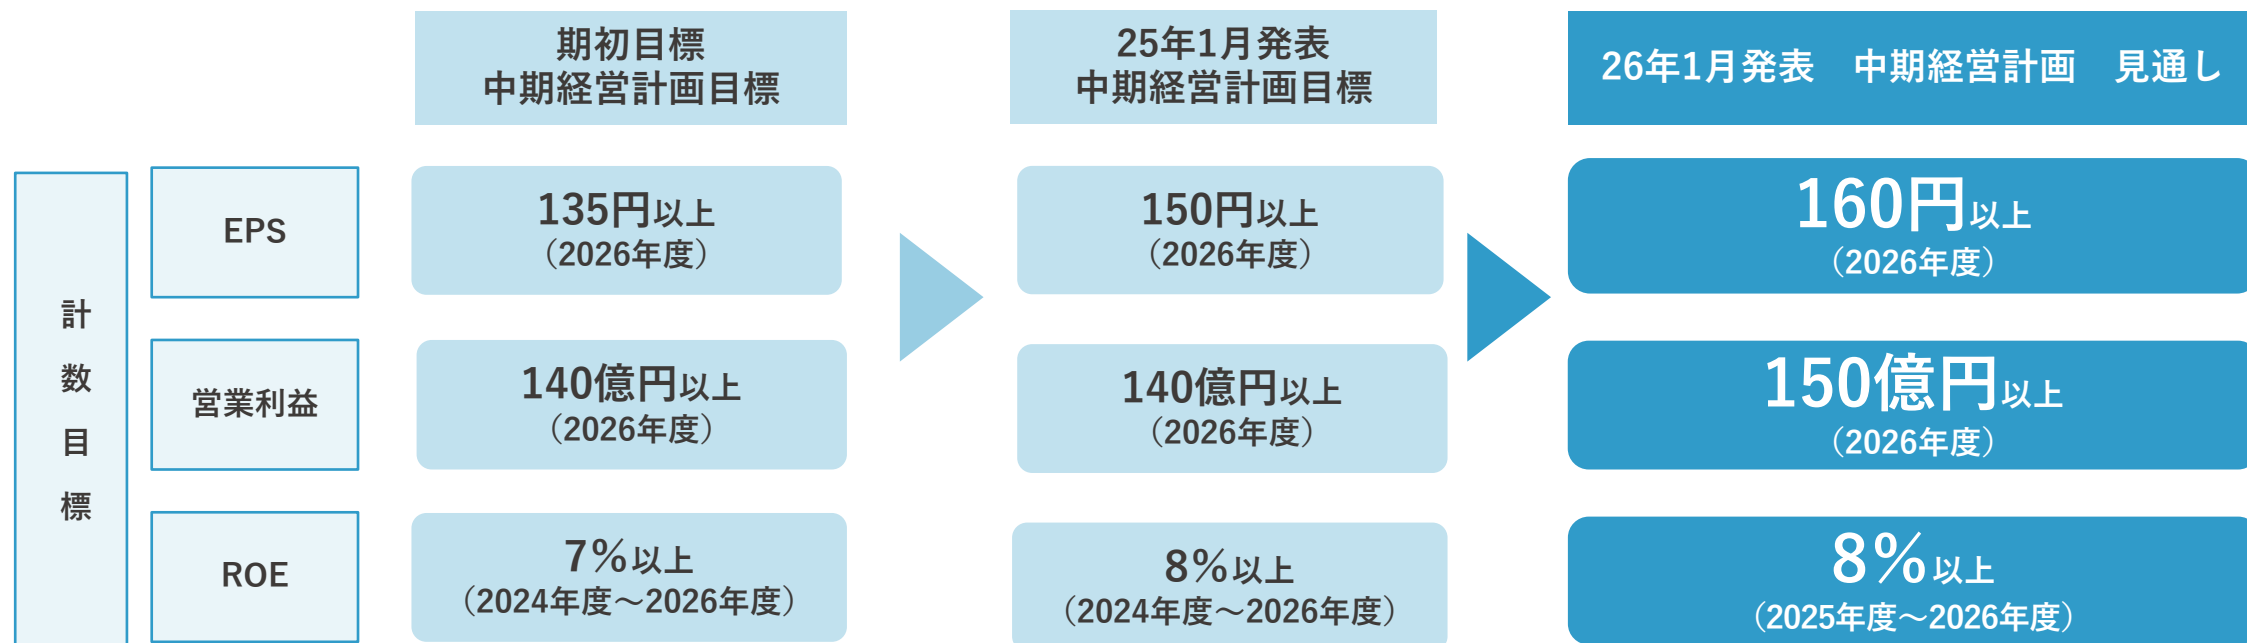 期初目標
中期経営計画目標
25年1月発表
中期経営計画目標
26年1月発表　中期経営計画　見通し
計数目標
EPS
135円以上
（2026年度）
150円以上
（2026年度）
160円以上
（2026年度）
営業利益
140億円以上
（2026年度）
140億円以上
（2026年度）
150億円以上
（2026年度）
ROE
7%以上
（2024年度～2026年度）
8%以上
（2024年度～2026年度）
8%以上
（2025年度～2026年度）